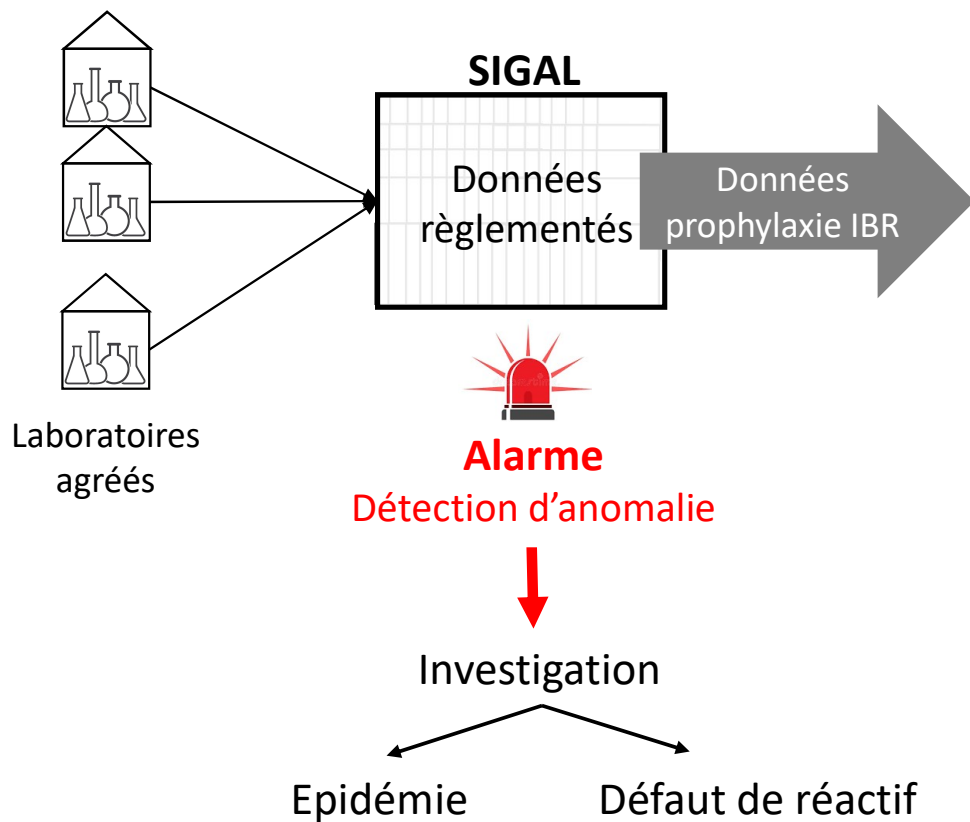 SIGAL
Données
règlementés
Données
prophylaxie IBR
Laboratoires
agréés
Alarme
Détection d'anomalie
Investigation
Epidémie
Défaut de réactif